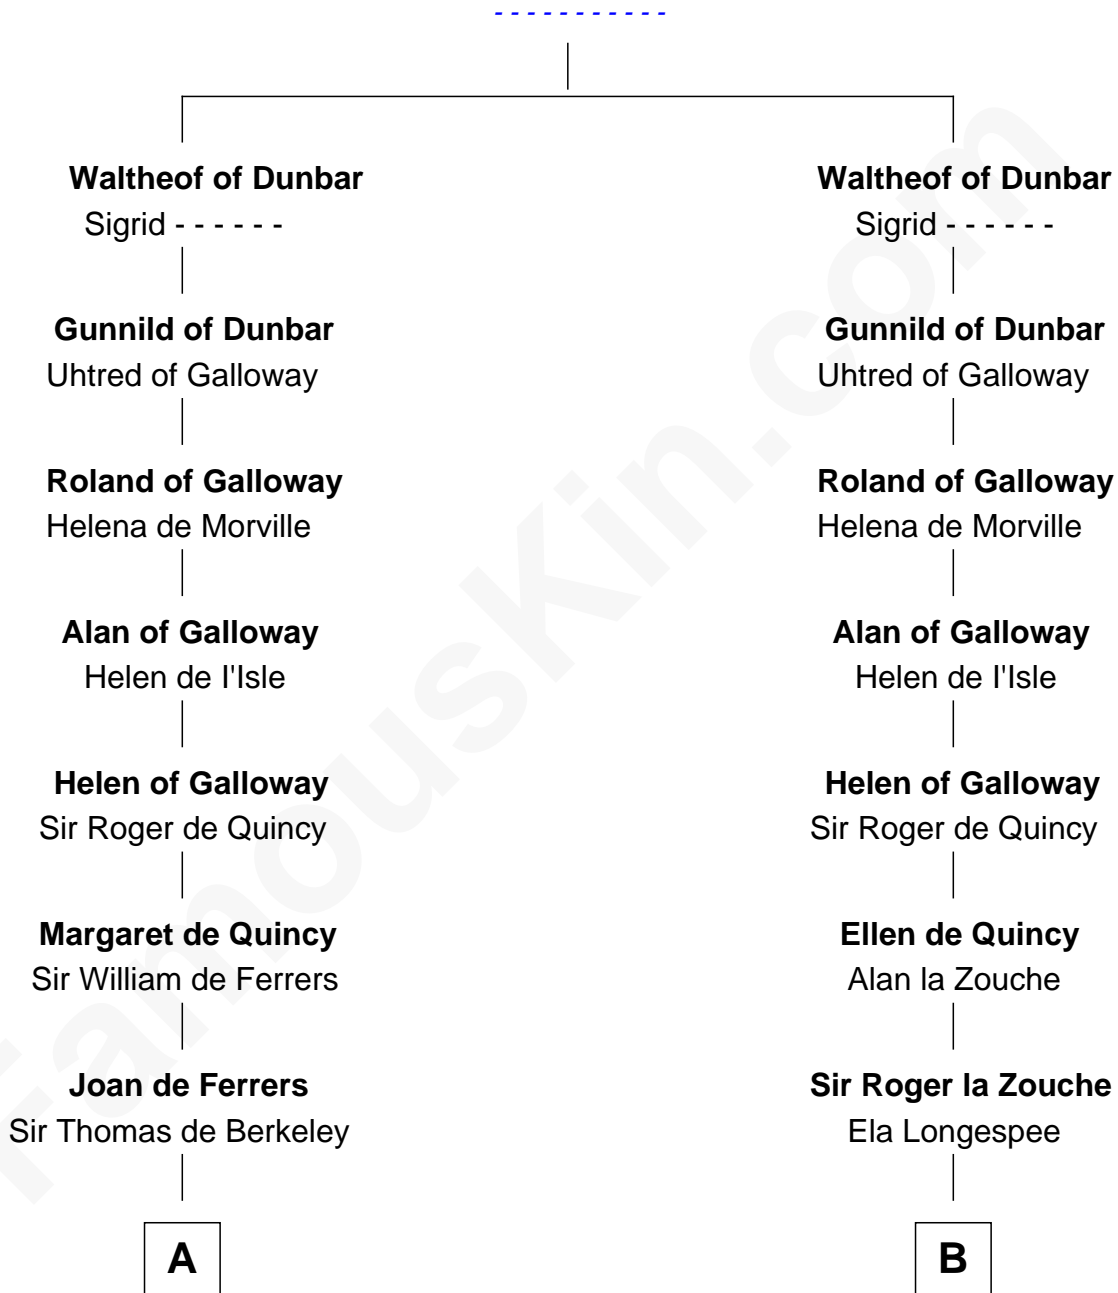 - - - - - - - - - - -
Waltheof of Dunbar
Sigrid - - - - - -
Gunnild of Dunbar
Uhtred of Galloway
Roland of Galloway
Helena de Morville
Alan of Galloway
Helen de l'Isle
Helen of Galloway
Sir Roger de Quincy
Margaret de Quincy
Sir William de Ferrers
Joan de Ferrers
Sir Thomas de Berkeley
A
Waltheof of Dunbar
Sigrid - - - - - -
Gunnild of Dunbar
Uhtred of Galloway
Roland of Galloway
Helena de Morville
Alan of Galloway
Helen de l'Isle
Helen of Galloway
Sir Roger de Quincy
Ellen de Quincy
Alan la Zouche
Sir Roger la Zouche
Ela Longespee
B
FamousKin.com